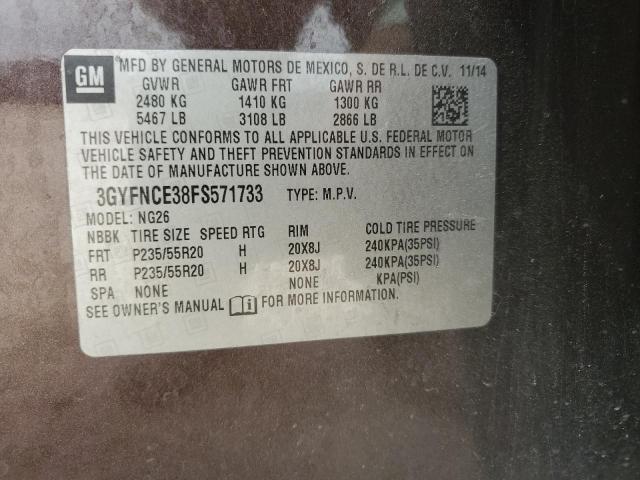 GM
MFD BY GENERAL MOTORS DE MEXICO, S. DE R.L. DE C.V. 11/14
GVWR GAWR FRT GAWR RR
2480 KG 1410 KG 1300 KG
5467 LB 3108 LB 2866 LB
THIS VEHICLE CONFORMS TO ALL APPLICABLE U.S. FEDERAL MOTOR
VEHICLE SAFETY AND THEFT PREVENTION STANDARDS IN EFFECT ON
THE DATE OF MANUFACTURE SHOWN ABOVE.
3GYFNCE38FS571733 TYPE: M.P.V.
MODEL: NG26
NBBK TIRE SIZE SPEED RTG RIM COLD TIRE PRESSURE
FRT P235/55R20 H 20X8J 240KPA(35PSI)
RR P235/55R20 H 20X8J 240KPA(35PSI)
SPA NONE NONE KPA(PSI)
SEE OWNER'S MANUAL FOR MORE INFORMATION.